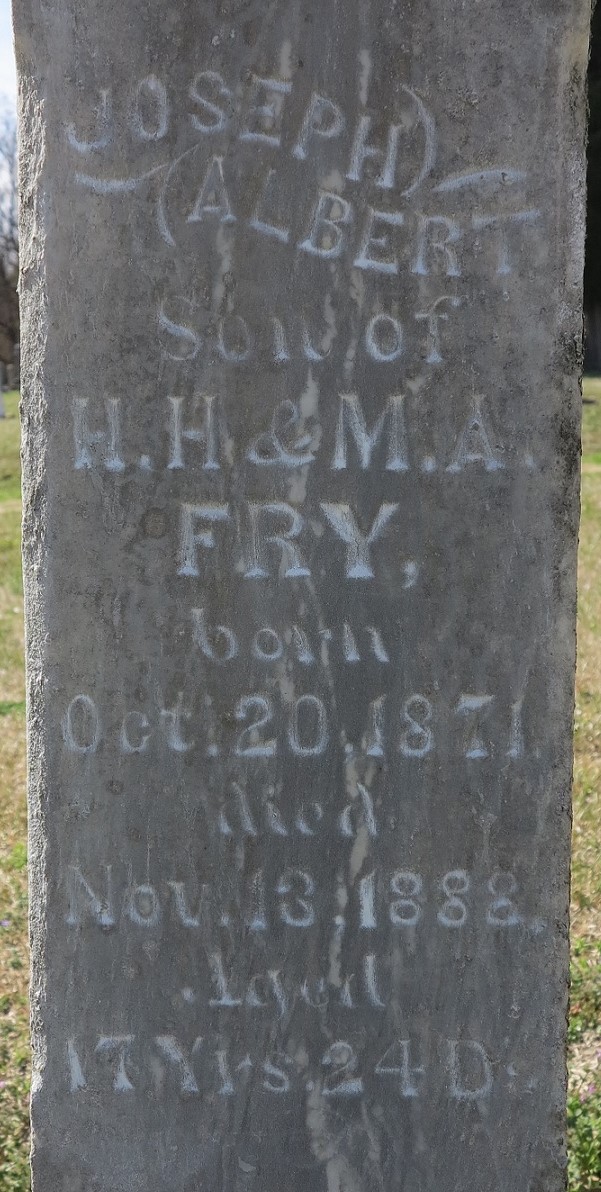 JOSEPH)
(ALBERT
Son of
H.H & M.A.
FRY,
born
Oct. 20, 1871,
died
Nov. 13, 1888.
Aged
17 Yrs. 24 Ds.